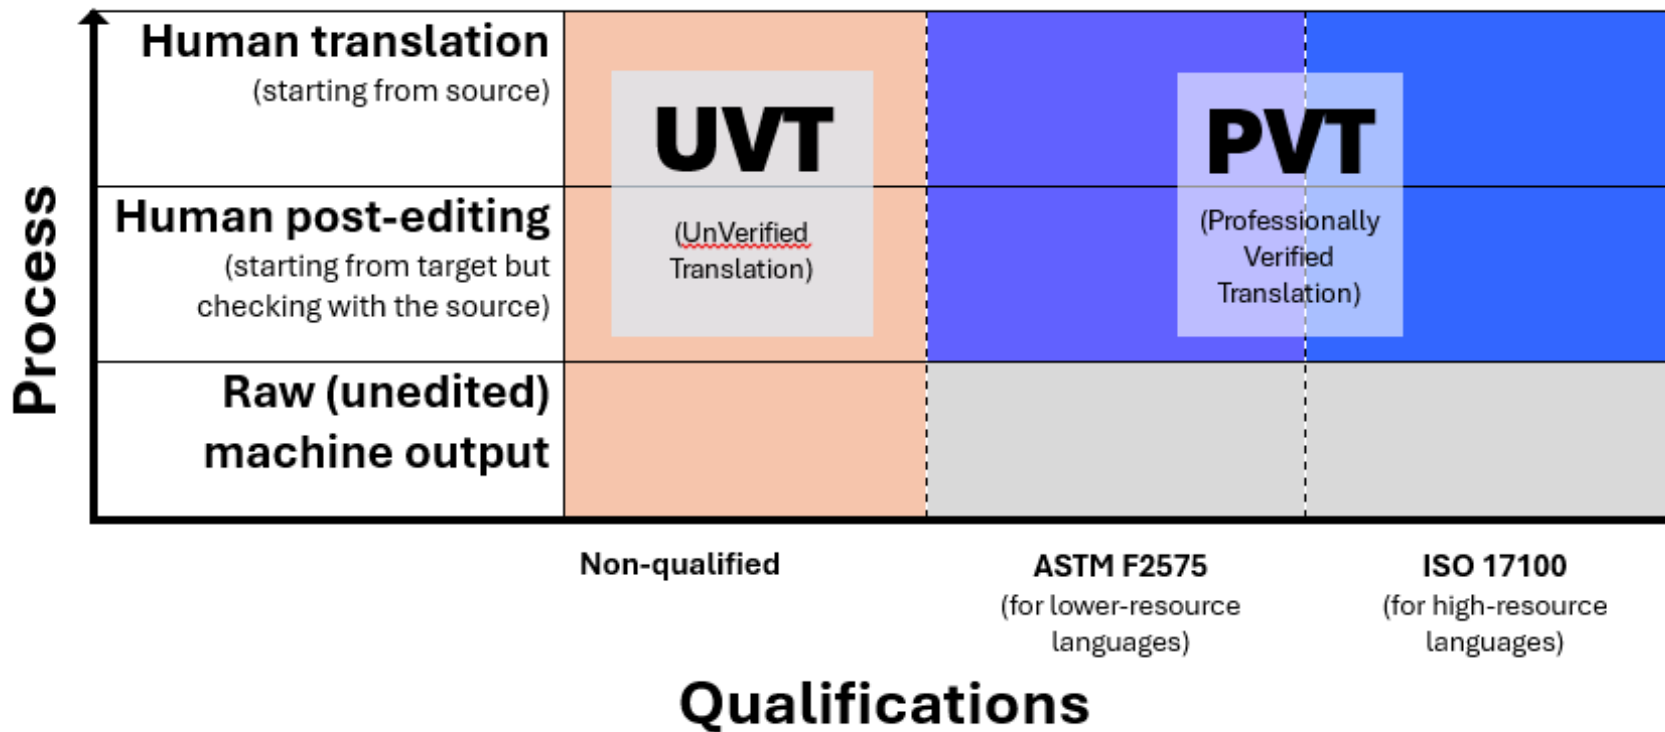 Process
Human translation
(starting from source)
Human post-editing
(starting from target but
checking with the source)
Raw (unedited)
machine output
UVT
(UnVerified
Translation)
PVT
(Professionally
Verified
Translation)
Non-qualified
ASTM F2575
(for lower-resource
languages)
ISO 17100
(for high-resource
languages)
Qualifications